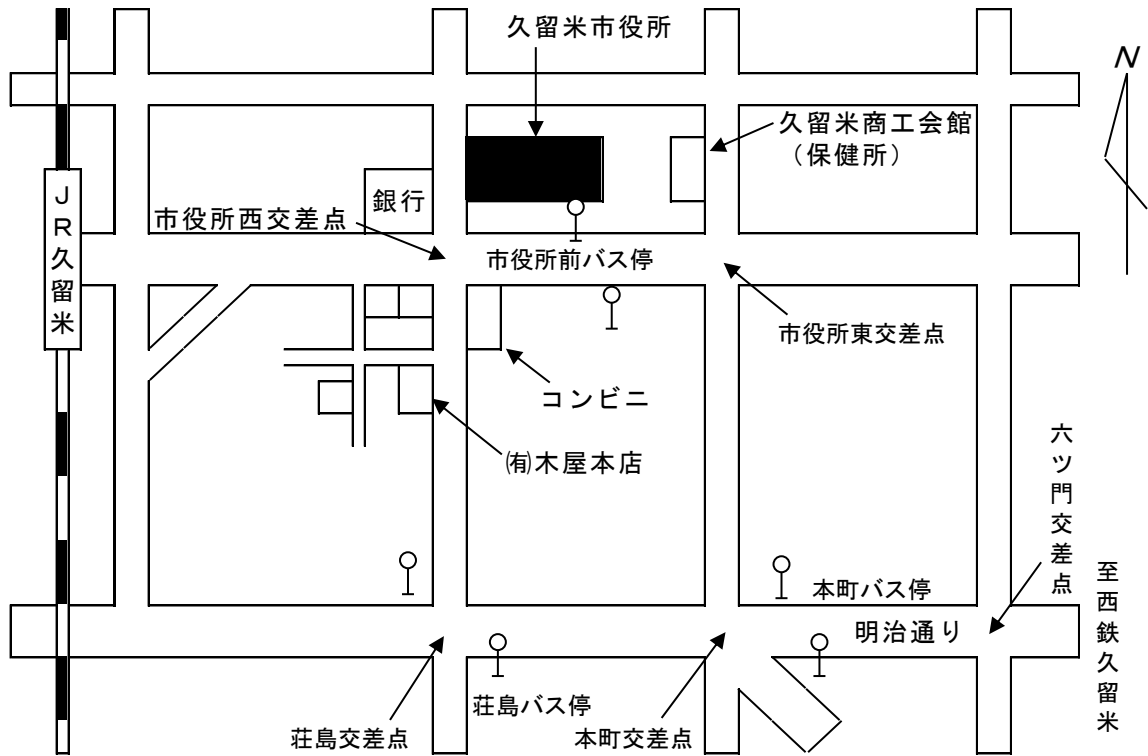 久留米市役所
N
久留米商工会館
（保健所）
JR久留米
銀行
市役所西交差点
市役所前バス停
市役所東交差点
コンビニ
㈲木屋本店
六ツ門交差点
至西鉄久留米
本町バス停
明治通り
荘島バス停
荘島交差点
本町交差点